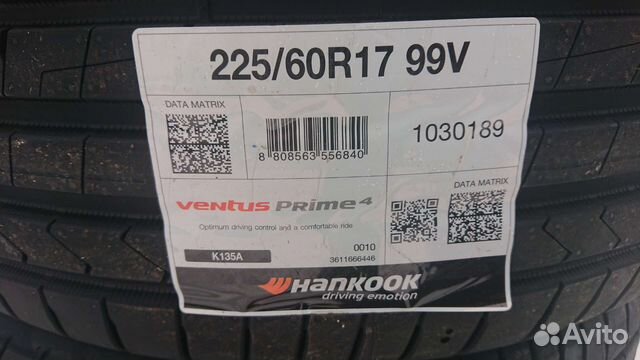 225/60R17 99V
DATA MATRIX
8 808563 556840
1030189
ventus PRime4
DATA MATRIX
Optimum driving control and a comfortable ride
K135A
0010
3611666446
HANKOOK
driving emotion
Avito